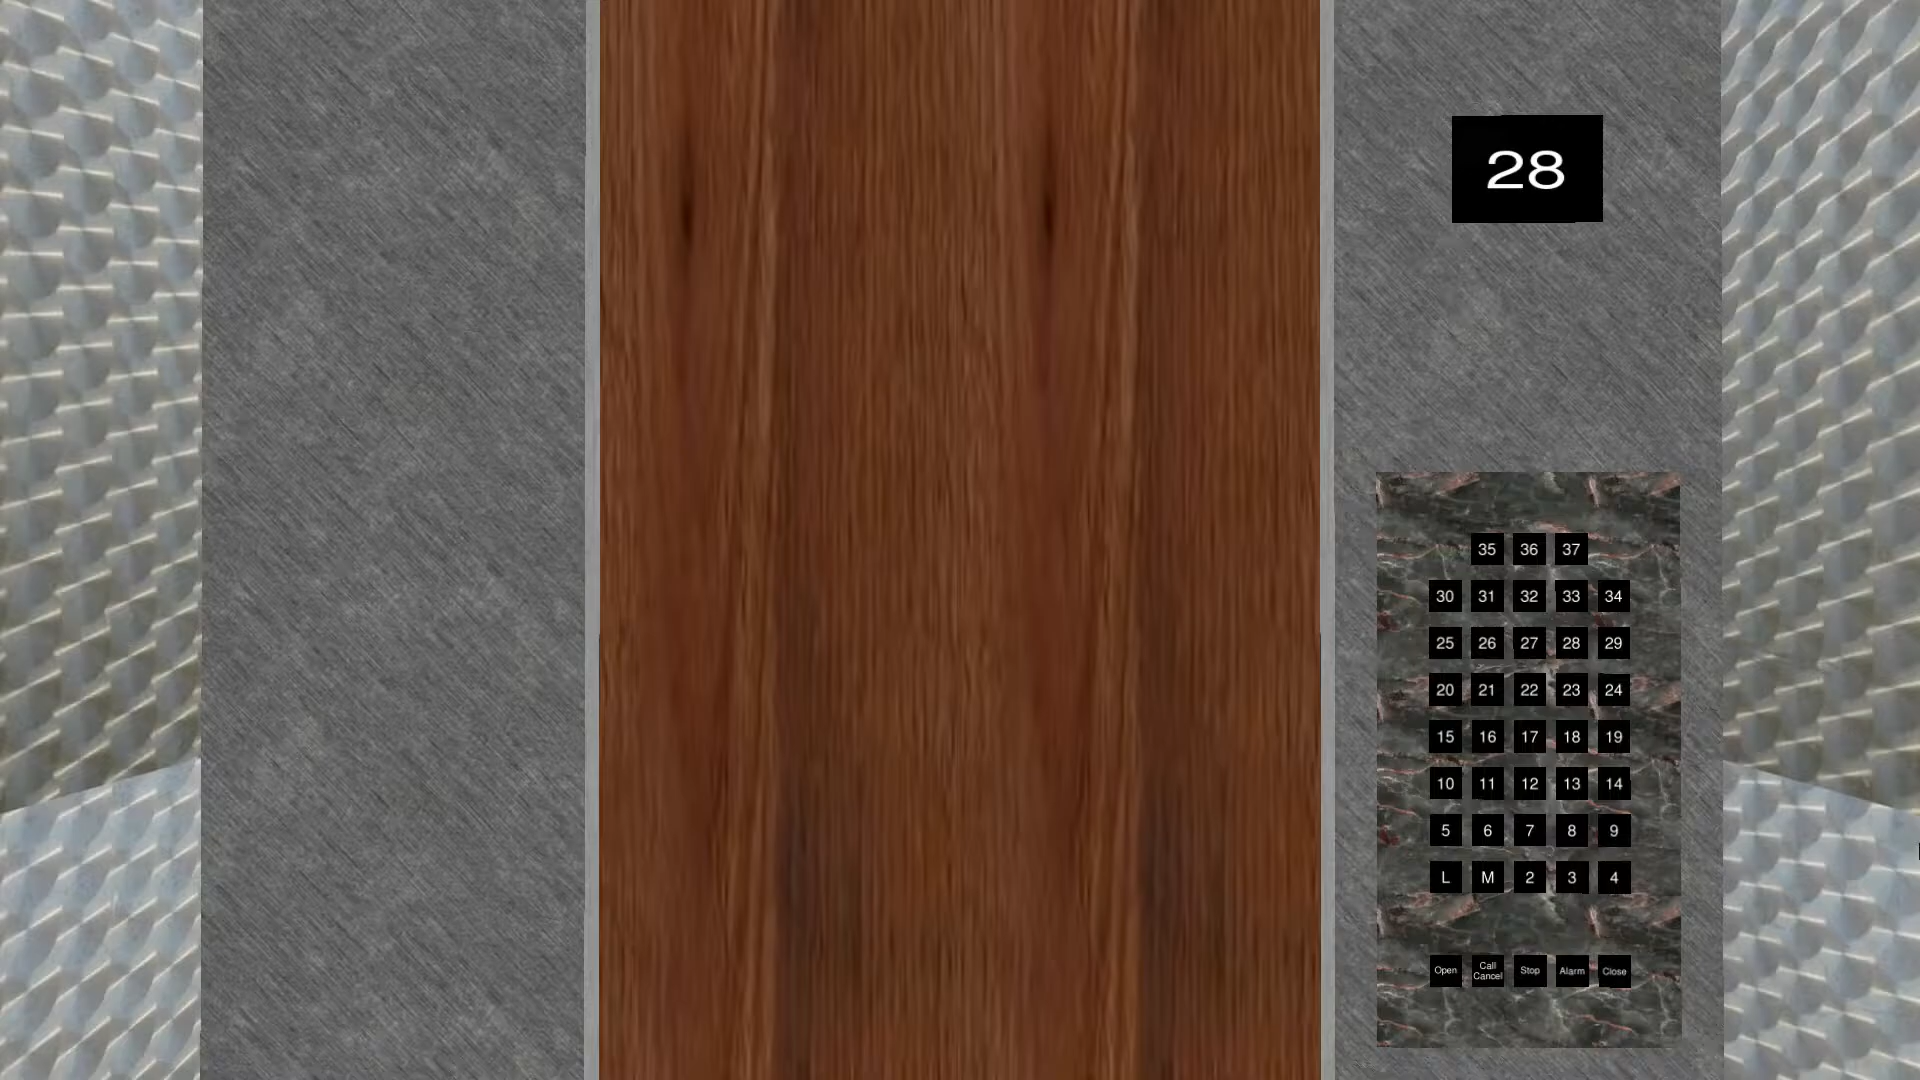 28
35 36 37
30 31 32 33 34
25 26 27 28 29
20 21 22 23 24
15 16 17 18 19
10 11 12 13 14
5 6 7 8 9
L M 2 3 4
Open Call Cancel Stop Alarm Close